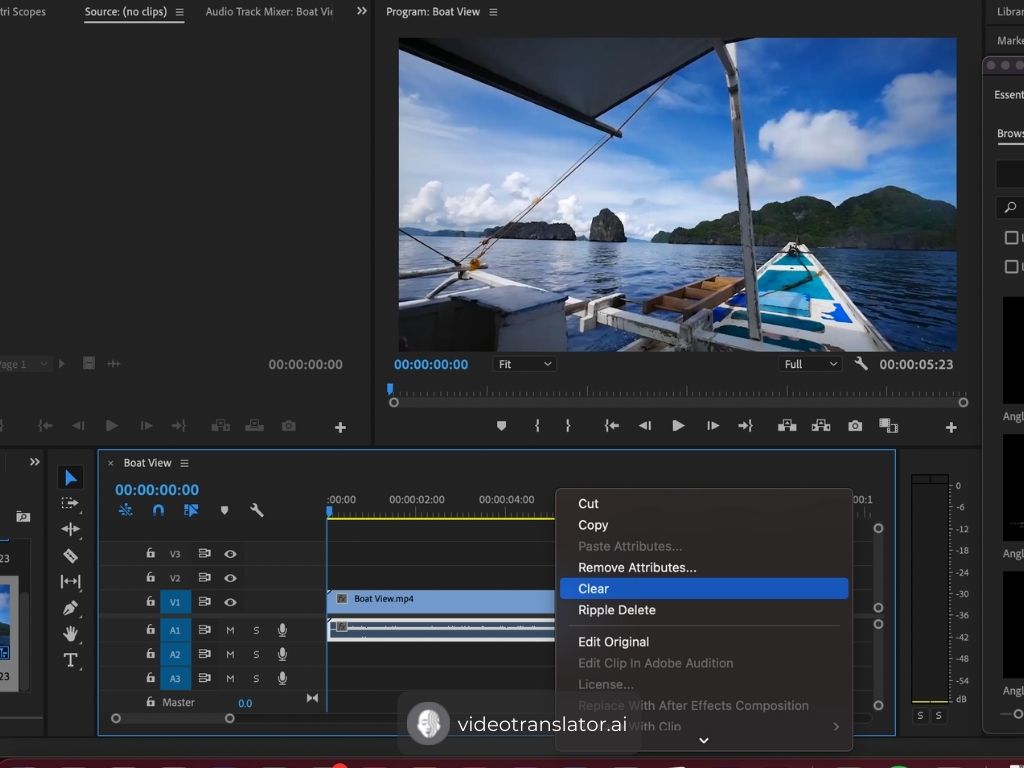 tri Scopes
Source: (no clips)
Audio Track Mixer: Boat Vi
Program: Boat View
Librar
Marke
Essent
Brows
age 1
00:00:00:00
00:00:00:00
Fit
Full
00:00:05:23
Angl
Boat View
00:00:00:00
:00:00
00:00:02:00
00:00:04:00
00:1
V3
V2
V1
Boat View.mp4
A1
M
S
A2
M
S
A3
M
S
Master
0.0
Cut
Copy
Paste Attributes...
Remove Attributes...
Clear
Ripple Delete
Edit Original
Edit Clip In Adobe Audition
License...
Replace With After Effects Composition
With Clip
23
23
0
-6
-12
-18
-24
-30
-36
-42
-48
-54
dB
S
S
Angl
Angl
videotranslator.ai